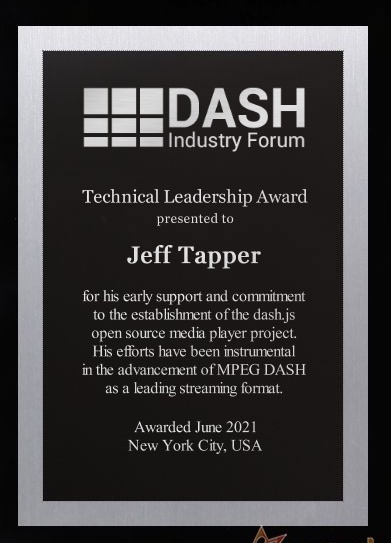 DASH
Industry Forum
Technical Leadership Award
presented to
Jeff Tapper
for his early support and commitment
to the establishment of the dash.js
open source media player project.
His efforts have been instrumental
in the advancement of MPEG DASH
as a leading streaming format.
Awarded June 2021
New York City, USA